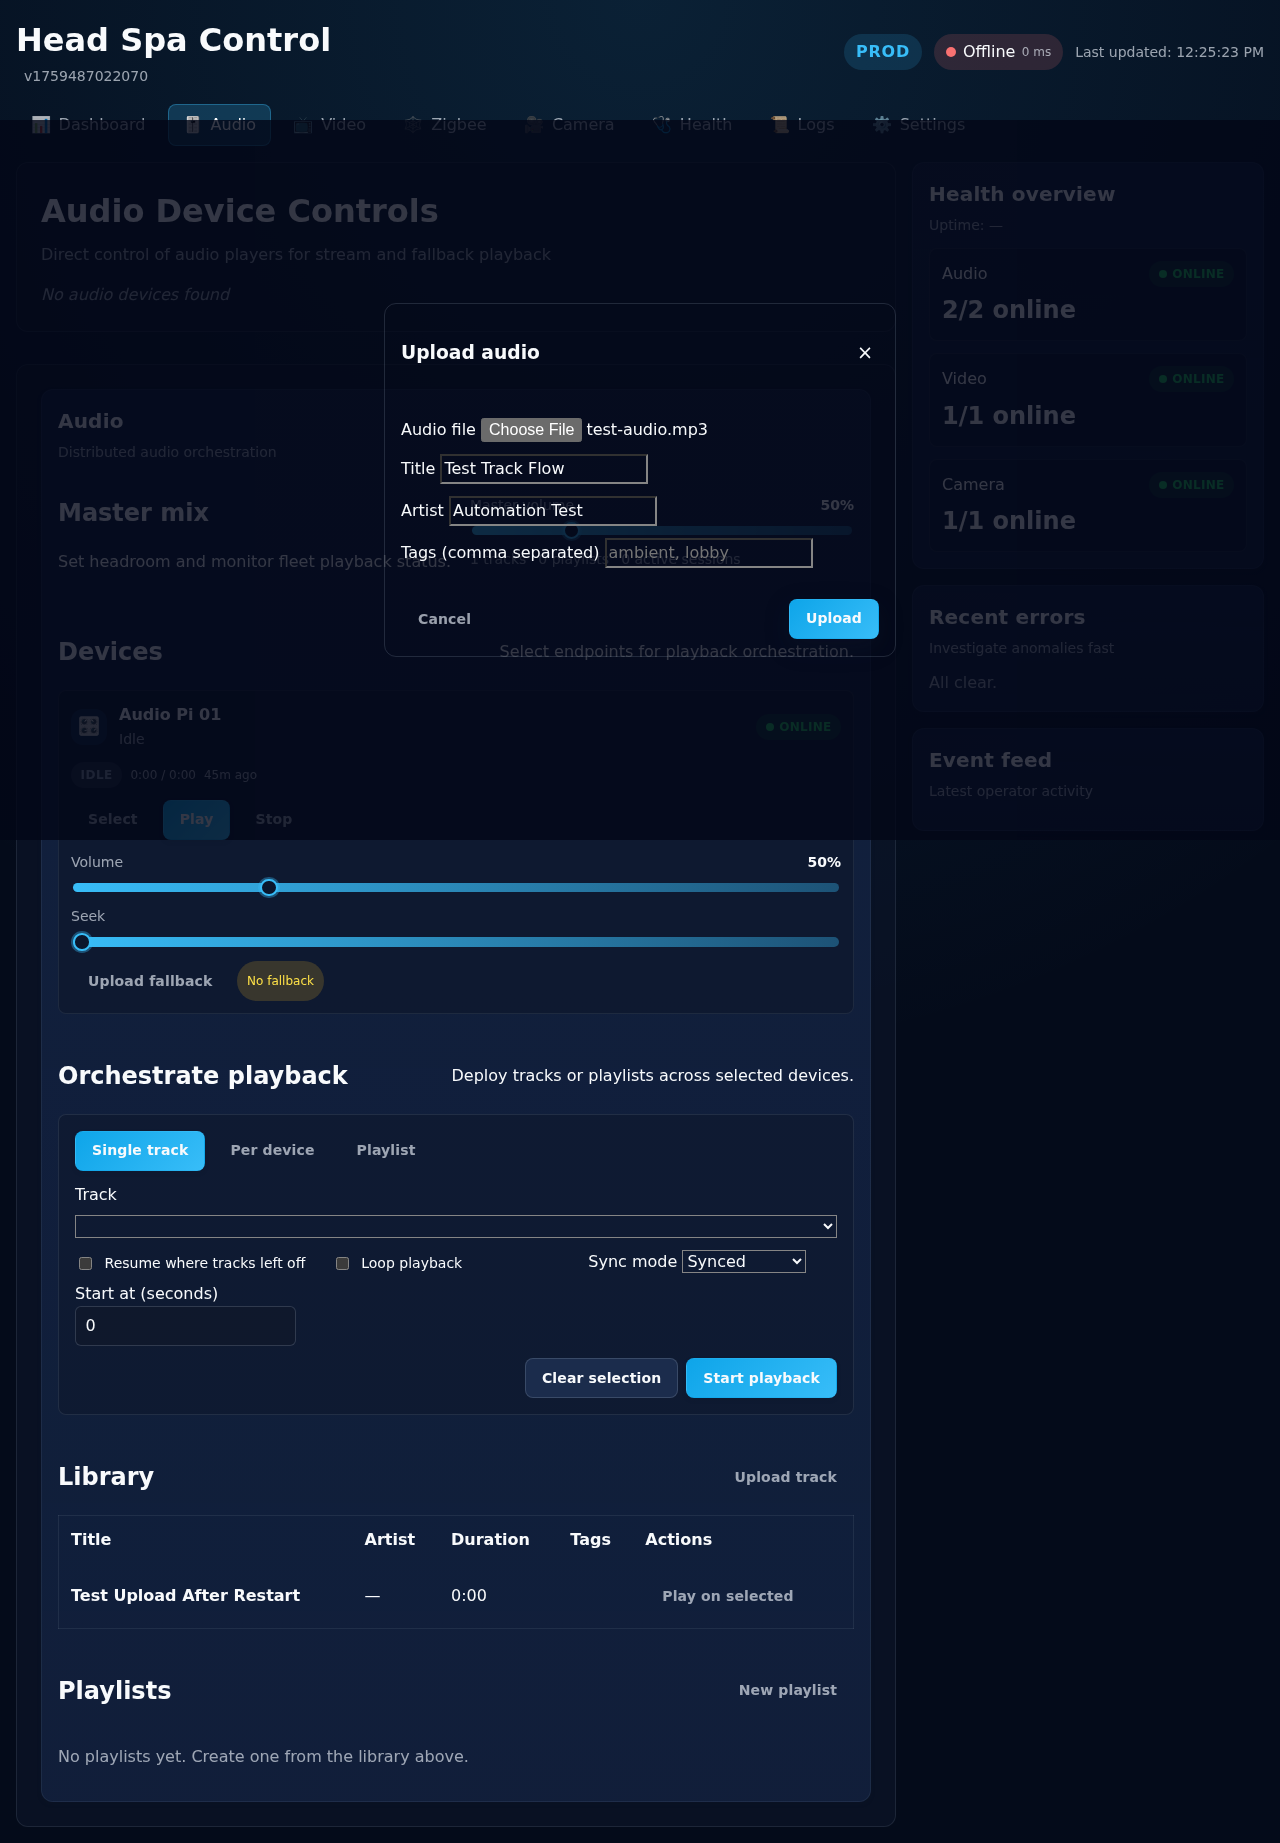 Head Spa Control
v1759487022070
PROD
Offline 0 ms
Last updated: 12:25:23 PM
Dashboard Audio Video Zigbee Camera Health Logs Settings
Audio Device Controls
Direct control of audio players for stream and fallback playback
No audio devices found
Health overview
Uptime: —
Audio ONLINE
2/2 online
Video ONLINE
1/1 online
Camera ONLINE
1/1 online
Recent errors
Investigate anomalies fast
All clear.
Event feed
Latest operator activity
Upload audio ×
Audio file Choose File test-audio.mp3
Title Test Track Flow
Artist Automation Test
Tags (comma separated) ambient, lobby
Cancel Upload
Audio
Distributed audio orchestration
Master mix
Set headroom and monitor fleet playback status.
Master volume 50%
1 tracks · 0 playlists · 0 active sessions
Devices
Select endpoints for playback orchestration.
Audio Pi 01
Idle
ONLINE
IDLE 0:00 / 0:00 45m ago
Select Play Stop
Volume 50%
Seek
Upload fallback No fallback
Orchestrate playback
Deploy tracks or playlists across selected devices.
Single track Per device Playlist
Track
Resume where tracks left off Loop playback Sync mode Synced
Start at (seconds)
0
Clear selection Start playback
Library Upload track
Title Artist Duration Tags Actions
Test Upload After Restart — 0:00 Play on selected
Playlists New playlist
No playlists yet. Create one from the library above.